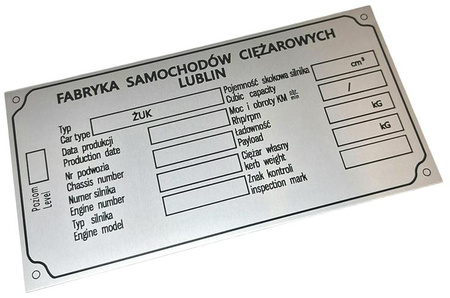 FABRYKA SAMOCHODÓW CIĘŻAROWYCH
LUBLIN
Typ
Car type
ŻUK
Data produkcji
Production date
Nr podwozia
Chassis number
Numer silnika
Engine number
Typ silnika
Engine model
Poziom
Level
Pojemność skokowa silnika
Cubic capacity
cm³
Moc i obroty KM
Rhp/rpm
/
Ładowność
Payload
kG
Ciężar własny
kerb weight
kG
Znak kontroli
inspection mark